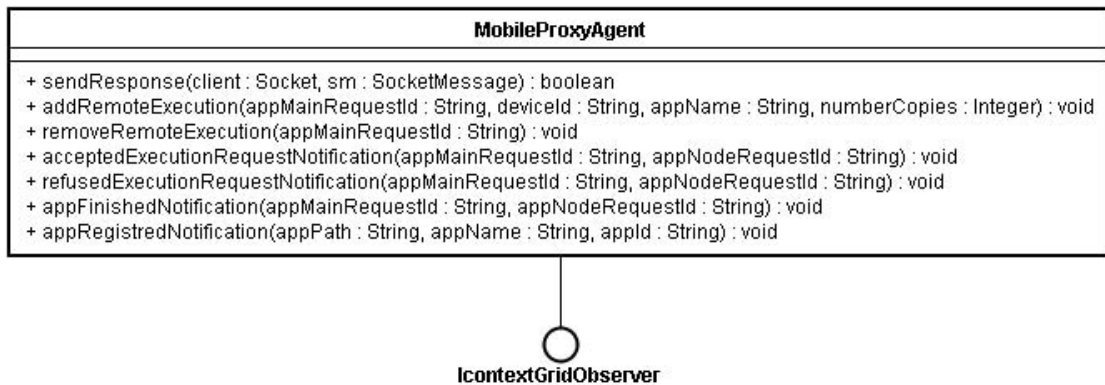 MobileProxyAgent
+ sendResponse(client : Socket, sm : SocketMessage) : boolean
+ addRemoteExecution(appMainRequestId : String, deviceId : String, appName : String, numberCopies : Integer) : void
+ removeRemoteExecution(appMainRequestId : String) : void
+ acceptedExecutionRequestNotification(appMainRequestId : String, appNodeRequestId : String) : void
+ refusedExecutionRequestNotification(appMainRequestId : String, appNodeRequestId : String) : void
+ appFinishedNotification(appMainRequestId : String, appNodeRequestId : String) : void
+ appRegistredNotification(appPath : String, appName : String, appId : String) : void
IcontextGridObserver